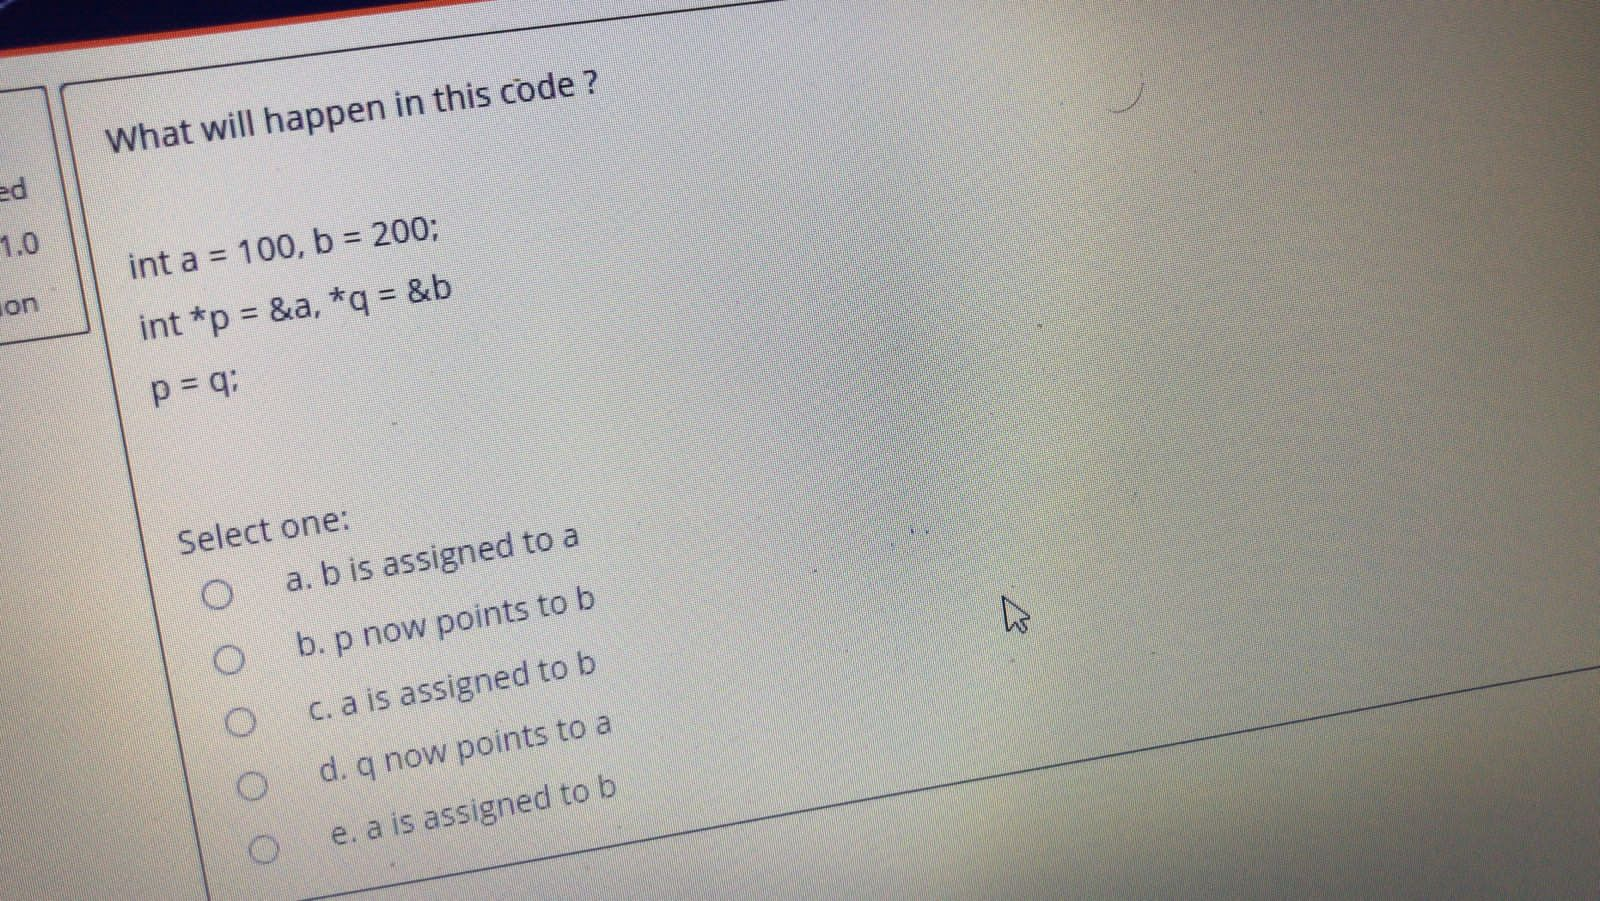 What will happen in this code ?
ed
1.0
ion
int a = 100, b = 200;
int *p = &a, *q = &b
p = q;
Select one:
a. b is assigned to a
b. p now points to b
c. a is assigned to b
d. q now points to a
e. a is assigned to b